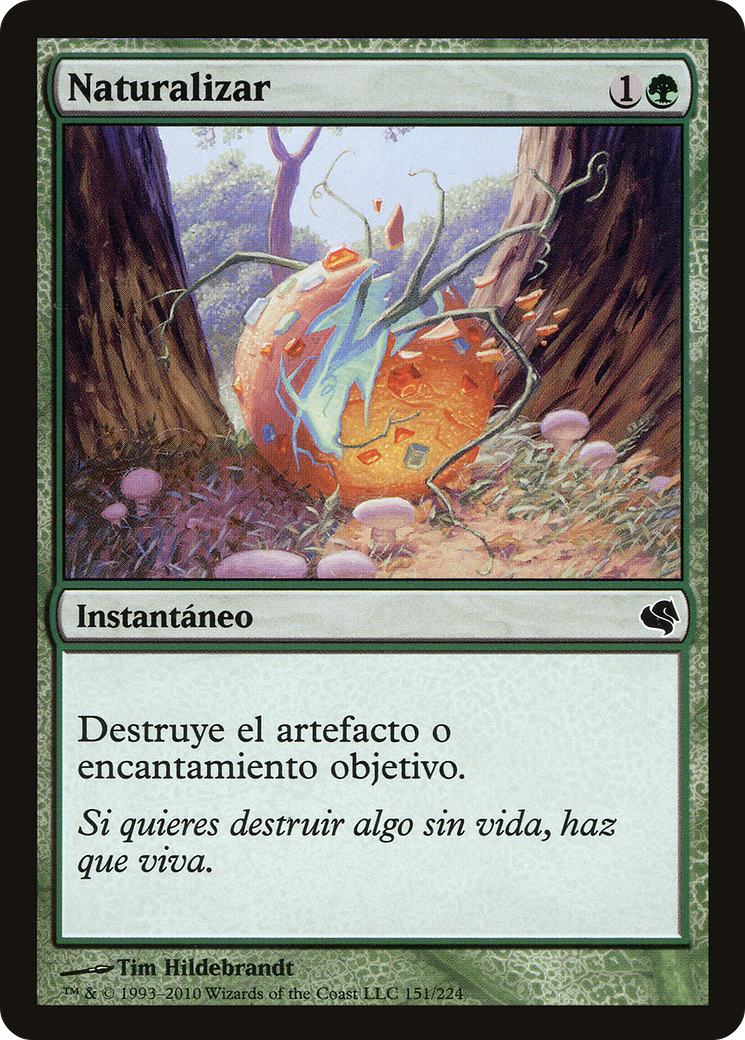 Naturalizar 1
Instantáneo
Destruye el artefacto o
encantamiento objetivo.
Si quieres destruir algo sin vida, haz
que viva.
Tim Hildebrandt
™ & © 1993–2010 Wizards of the Coast LLC 151/224